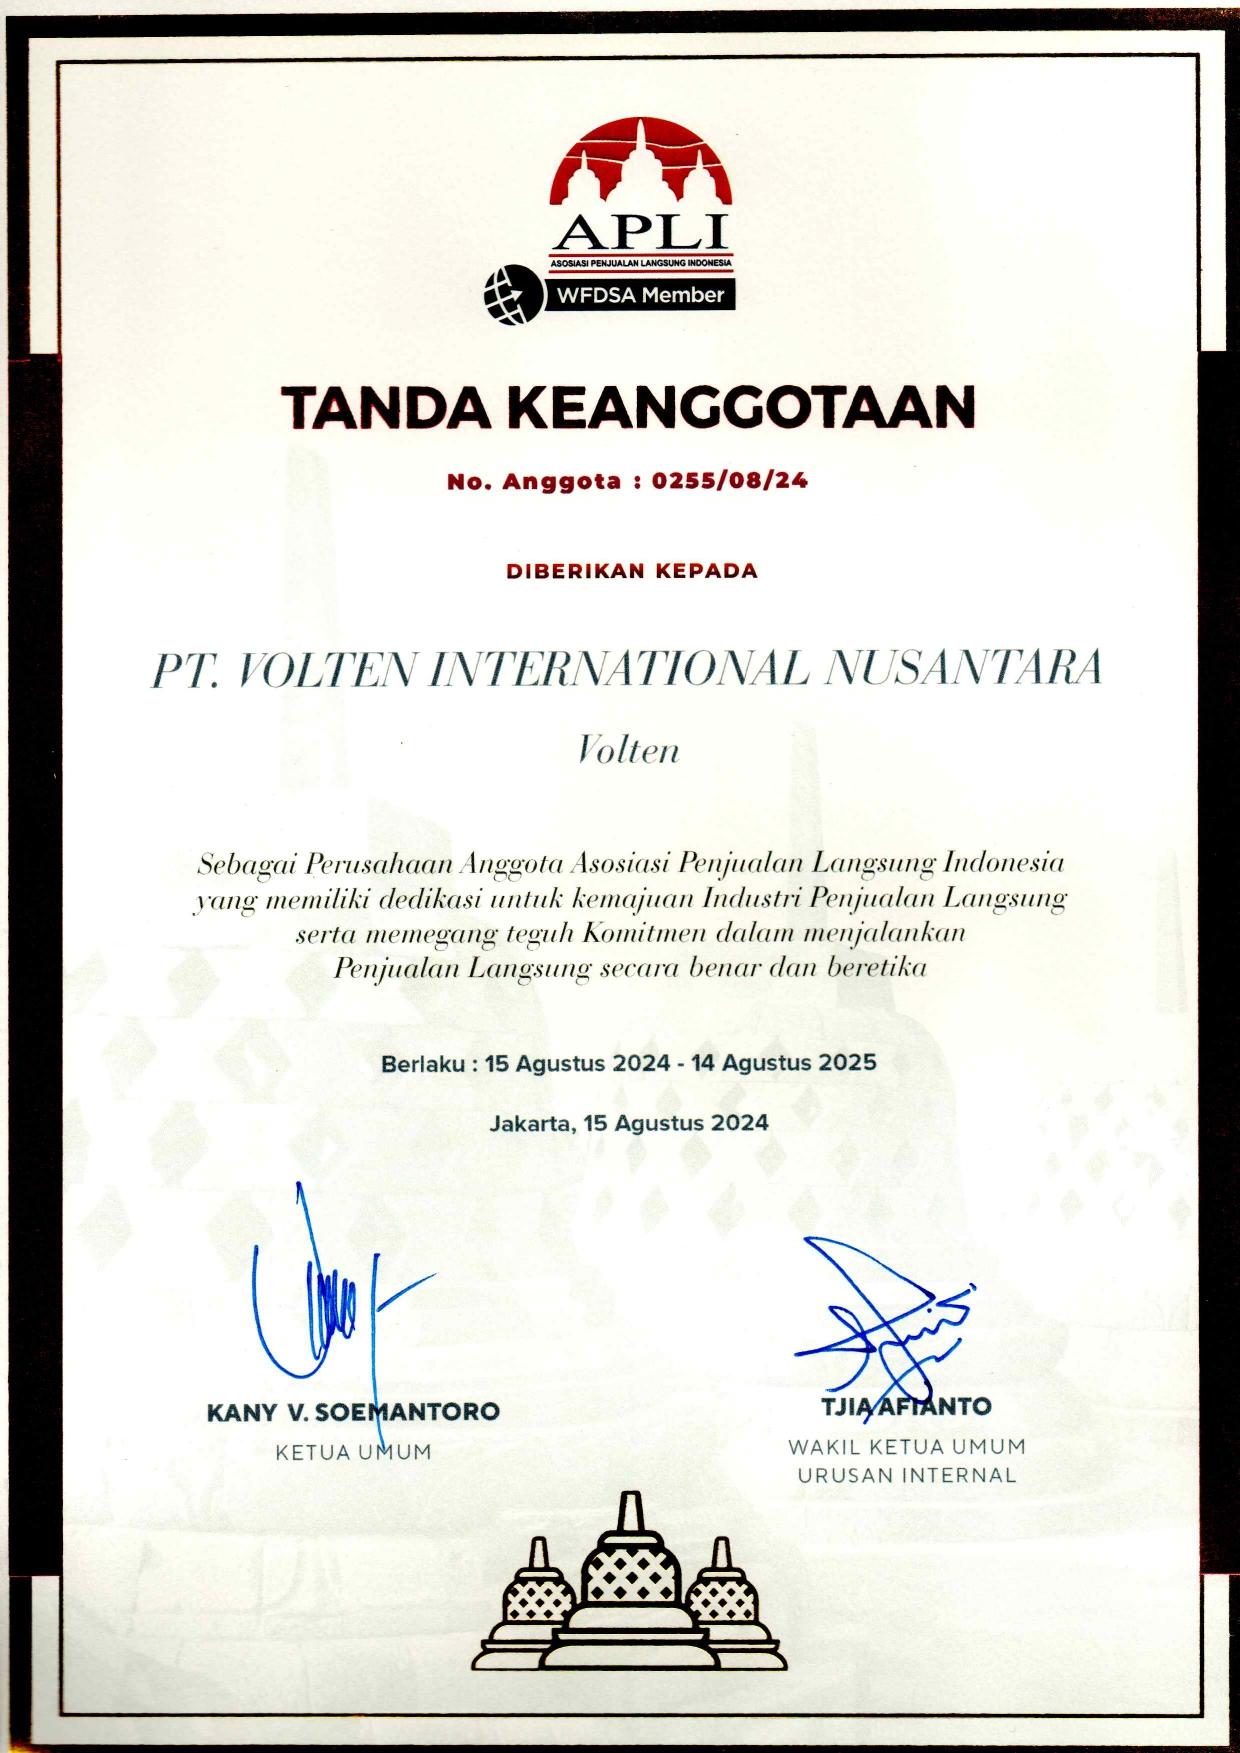 APLI
ASOSIASI PENJUALAN LANGSUNG INDONESIA
WFDSA Member
TANDA KEANGGOTAAN
No. Anggota : 0255/08/24
DIBERIKAN KEPADA
PT. VOLTEN INTERNATIONAL NUSANTARA
Volten
Sebagai Perusahaan Anggota Asosiasi Penjualan Langsung Indonesia
yang memiliki dedikasi untuk kemajuan Industri Penjualan Langsung
serta memegang teguh Komitmen dalam menjalankan
Penjualan Langsung secara benar dan beretika
Berlaku : 15 Agustus 2024 - 14 Agustus 2025
Jakarta, 15 Agustus 2024
KANY V. SOEMANTORO
KETUA UMUM
TJIA AFIANTO
WAKIL KETUA UMUM
URUSAN INTERNAL